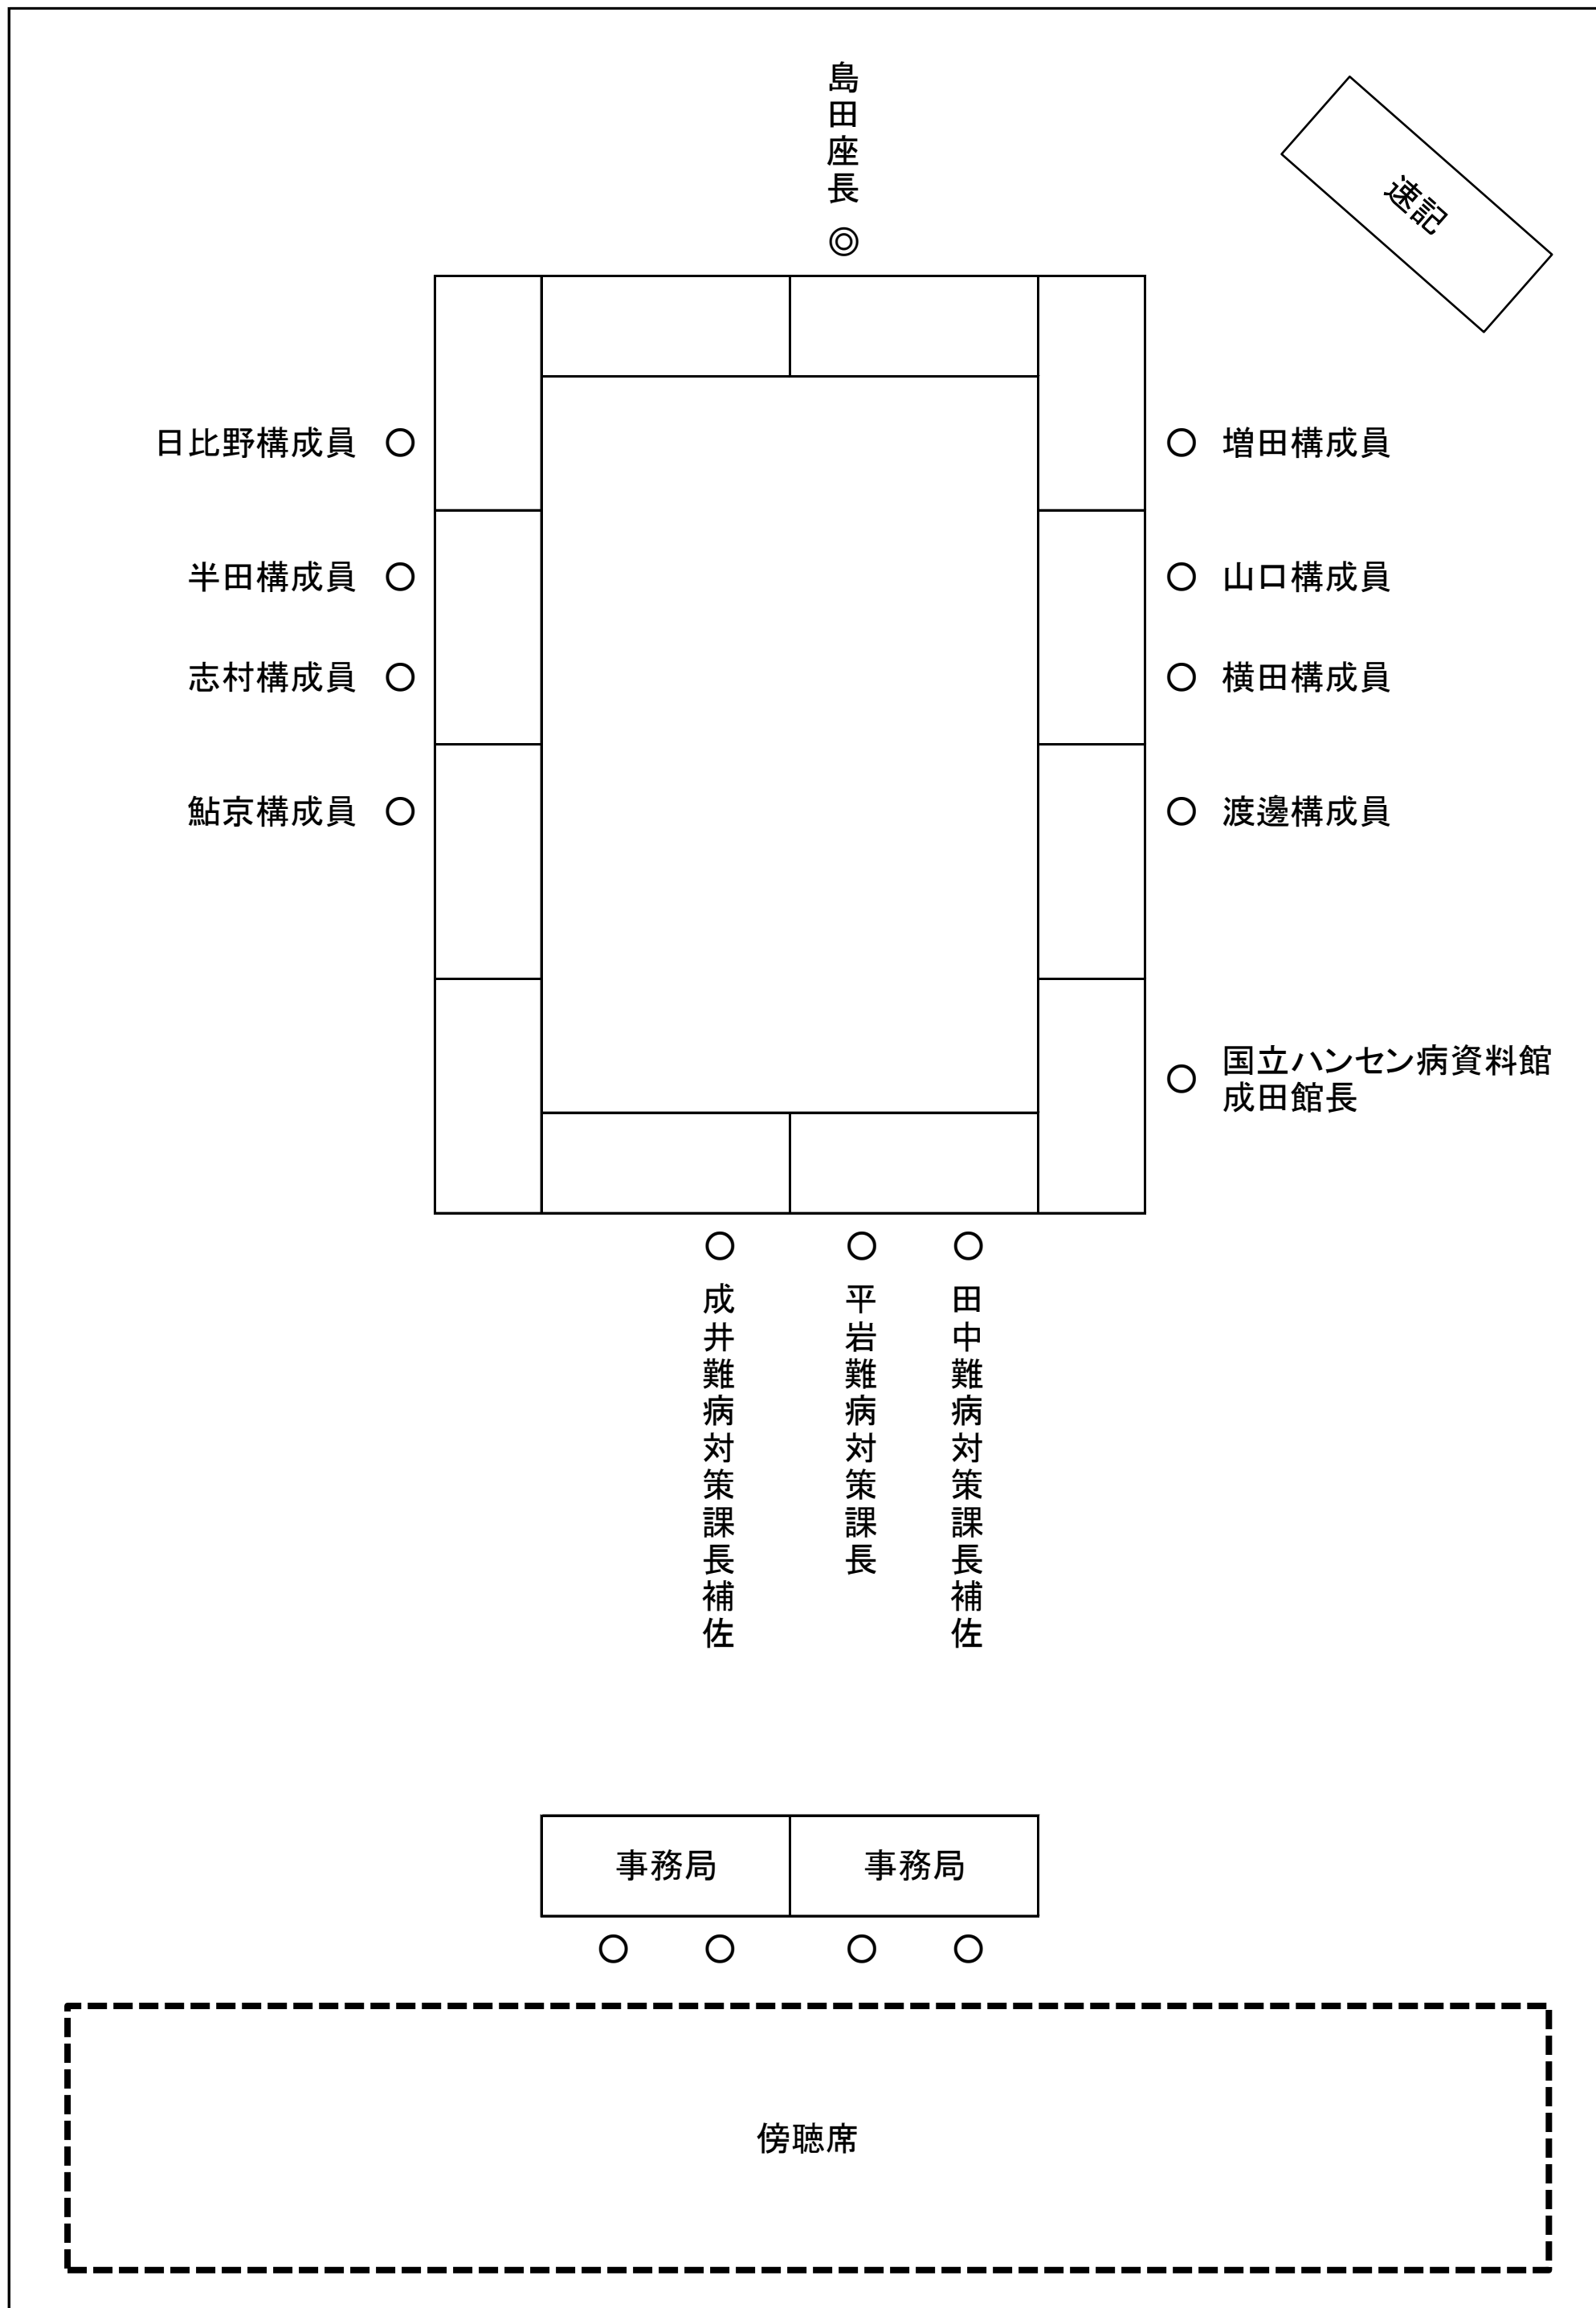 島田座長
◎
速記
日比野構成員 ○
○ 増田構成員
半田構成員 ○
○ 山口構成員
志村構成員 ○
○ 横田構成員
鮎京構成員 ○
○ 渡邊構成員
○ 国立ハンセン病資料館
成田館長
○ 成井難病対策課長補佐
○ 平岩難病対策課長
○ 田中難病対策課長補佐
事務局
事務局
○ ○ ○ ○
傍聴席